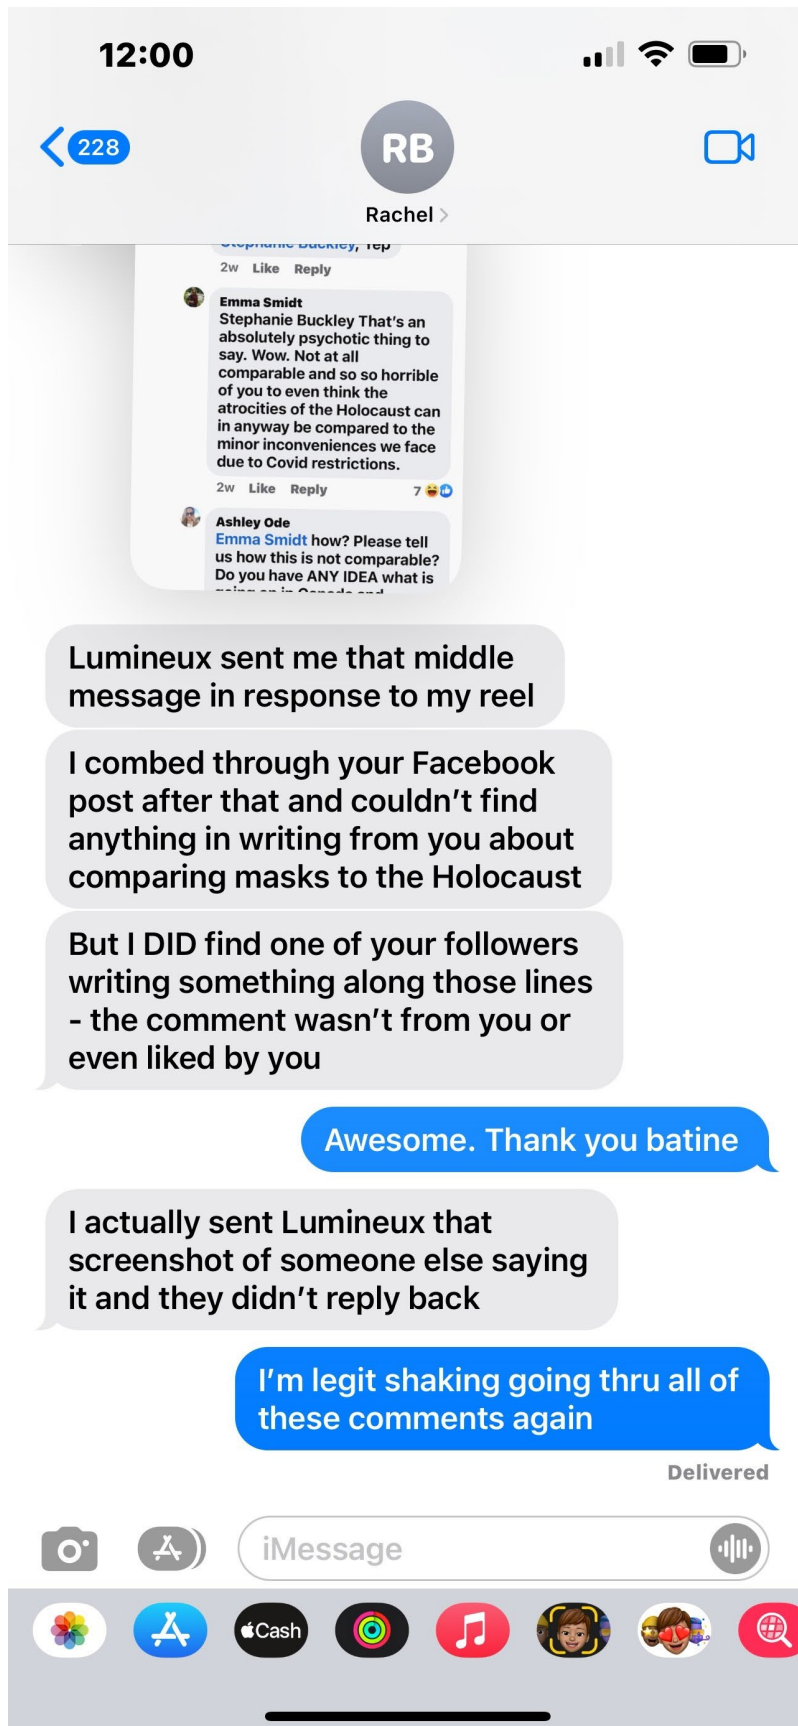 12:00
228
RB
Rachel
Stephanie Buckley, Yep
2w Like Reply
Emma Smidt
Stephanie Buckley That's an
absolutely psychotic thing to
say. Wow. Not at all
comparable and so so horrible
of you to even think the
atrocities of the Holocaust can
in anyway be compared to the
minor inconveniences we face
due to Covid restrictions.
2w Like Reply 7
Ashley Ode
Emma Smidt how? Please tell
us how this is not comparable?
Do you have ANY IDEA what is
going on in Canada and
Lumineux sent me that middle
message in response to my reel
I combed through your Facebook
post after that and couldn't find
anything in writing from you about
comparing masks to the Holocaust
But I DID find one of your followers
writing something along those lines
- the comment wasn't from you or
even liked by you
Awesome. Thank you batine
I actually sent Lumineux that
screenshot of someone else saying
it and they didn't reply back
I'm legit shaking going thru all of
these comments again
Delivered
iMessage
Cash